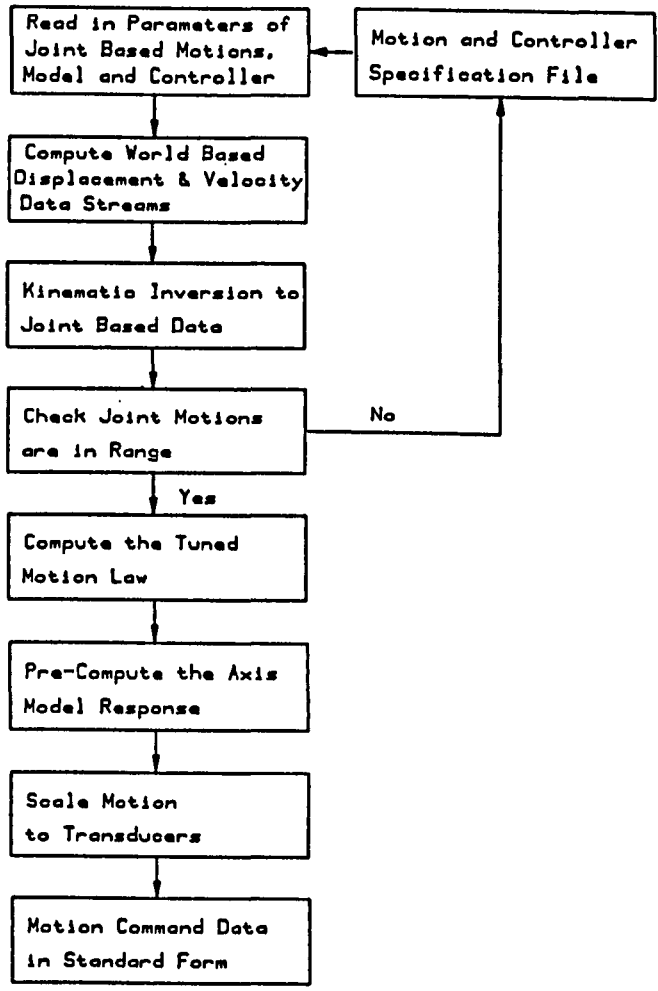 Read in Parameters of
Joint Based Motions,
Model and Controller
Motion and Controller
Specification File
Compute World Based
Displacement & Velocity
Data Streams
Kinematic Inversion to
Joint Based Data
Check Joint Motions
are in Range
No
Yes
Compute the Tuned
Motion Law
Pre-Compute the Axis
Model Response
Scale Motion
to Transducers
Motion Command Data
in Standard Form